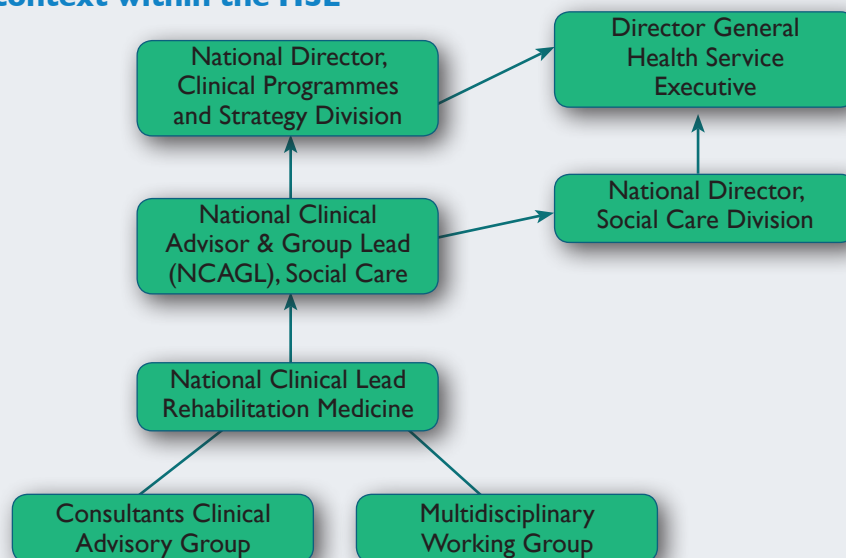 context within the HSE
National Director,
Clinical Programmes
and Strategy Division
Director General
Health Service
Executive
National Clinical
Advisor & Group Lead
(NCAGL), Social Care
National Director,
Social Care Division
National Clinical Lead
Rehabilitation Medicine
Consultants Clinical
Advisory Group
Multidisciplinary
Working Group